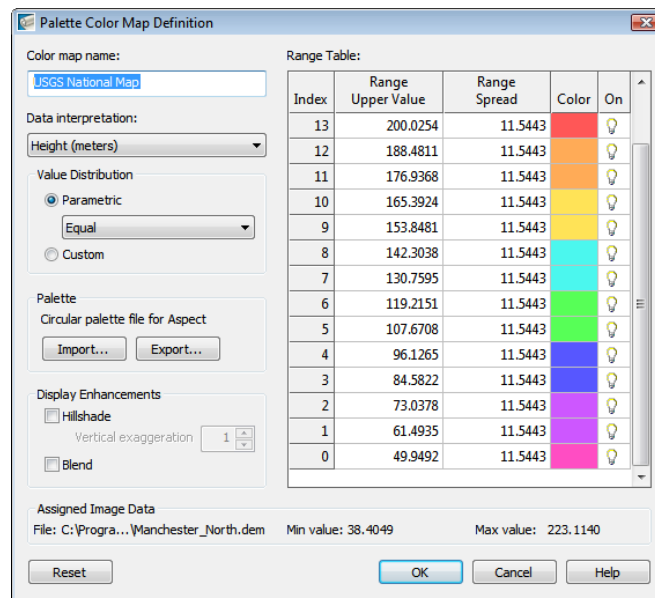 Palette Color Map Definition
Color map name:
USGS National Map
Data interpretation:
Height (meters)
Value Distribution
Parametric
Equal
Custom
Palette
Circular palette file for Aspect
Import... Export...
Display Enhancements
Hillshade
Vertical exaggeration 1
Blend
Range Table:
Index Range Upper Value Range Spread Color On
13 200.0254 11.5443
12 188.4811 11.5443
11 176.9368 11.5443
10 165.3924 11.5443
9 153.8481 11.5443
8 142.3038 11.5443
7 130.7595 11.5443
6 119.2151 11.5443
5 107.6708 11.5443
4 96.1265 11.5443
3 84.5822 11.5443
2 73.0378 11.5443
1 61.4935 11.5443
0 49.9492 11.5443
Assigned Image Data
File: C:\Progra...\Manchester_North.dem Min value: 38.4049 Max value: 223.1140
Reset OK Cancel Help